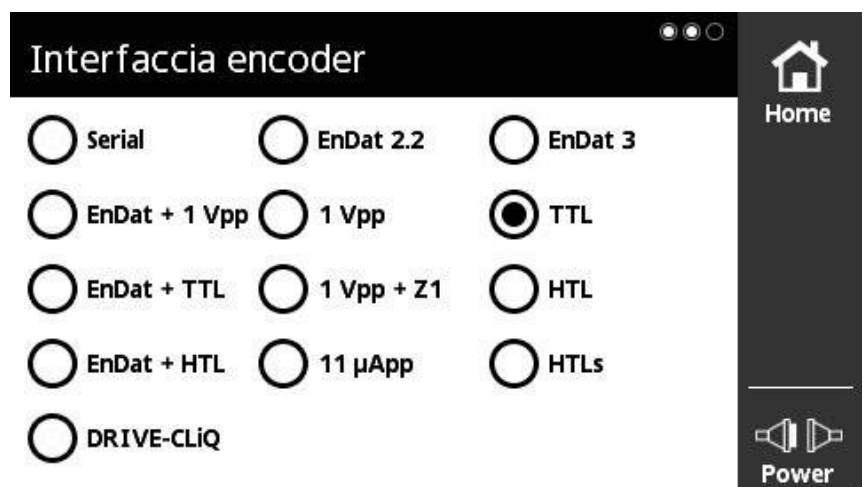 Interfaccia encoder
Home
Serial
EnDat 2.2
EnDat 3
EnDat + 1 Vpp
1 Vpp
TTL
EnDat + TTL
1 Vpp + Z1
HTL
EnDat + HTL
11 µApp
HTLs
DRIVE-CLiQ
Power